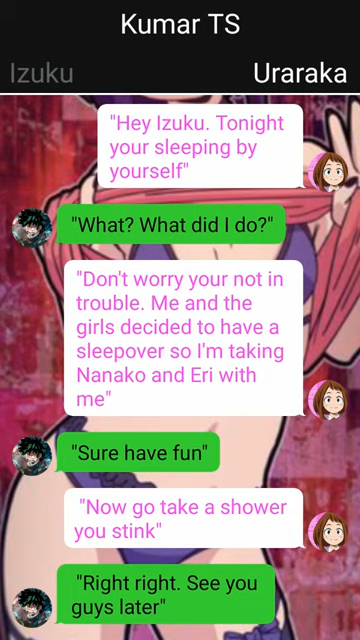 Kumar TS
Izuku Uraraka
"Hey Izuku. Tonight
your sleeping by
yourself"
"What? What did I do?"
"Don't worry your not in
trouble. Me and the
girls decided to have a
sleepover so I'm taking
Nanako and Eri with
me"
"Sure have fun"
"Now go take a shower
you stink"
"Right right. See you
guys later"